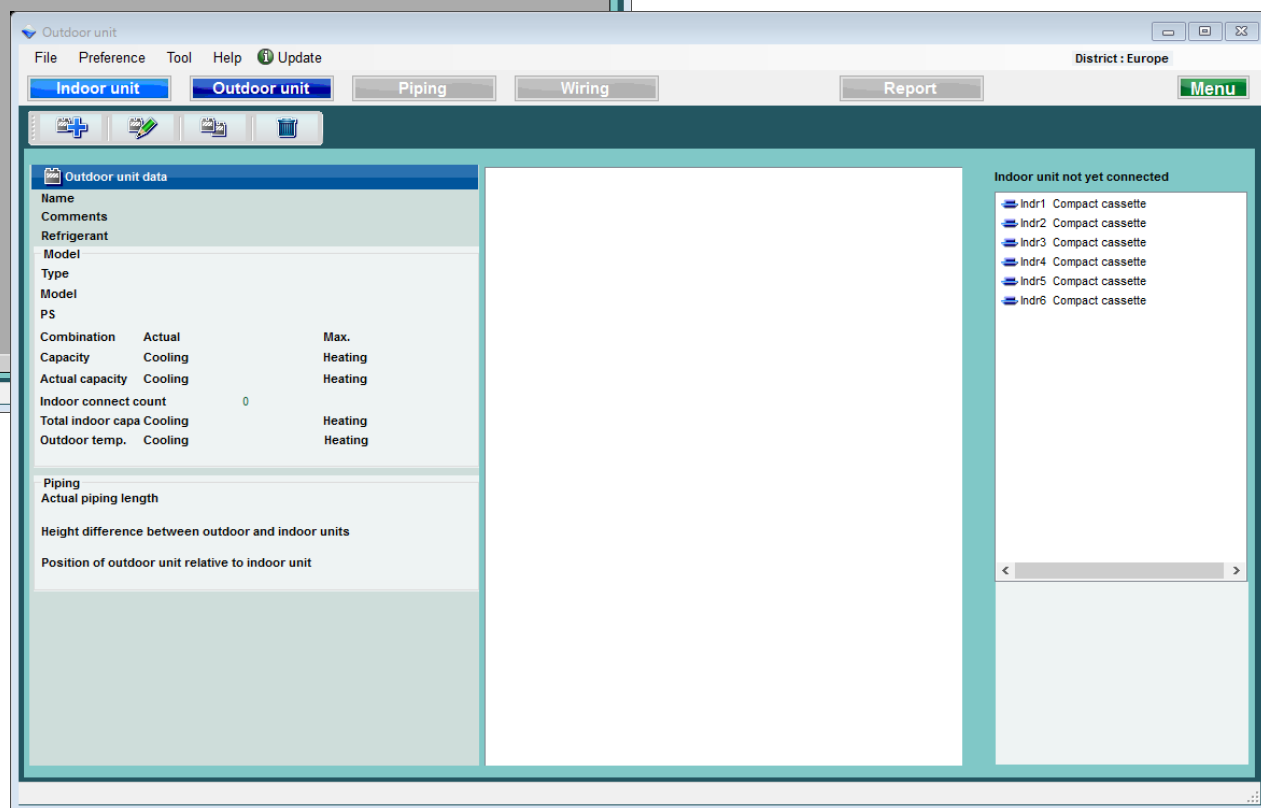 Outdoor unit
File Preference Tool Help Update
District : Europe
Indoor unit Outdoor unit Piping Wiring Report Menu
Outdoor unit data
Name
Comments
Refrigerant
Model
Type
Model
PS
Combination Actual Max.
Capacity Cooling Heating
Actual capacity Cooling Heating
Indoor connect count 0
Total indoor capa Cooling Heating
Outdoor temp. Cooling Heating
Piping
Actual piping length
Height difference between outdoor and indoor units
Position of outdoor unit relative to indoor unit
Indoor unit not yet connected
Indr1 Compact cassette
Indr2 Compact cassette
Indr3 Compact cassette
Indr4 Compact cassette
Indr5 Compact cassette
Indr6 Compact cassette